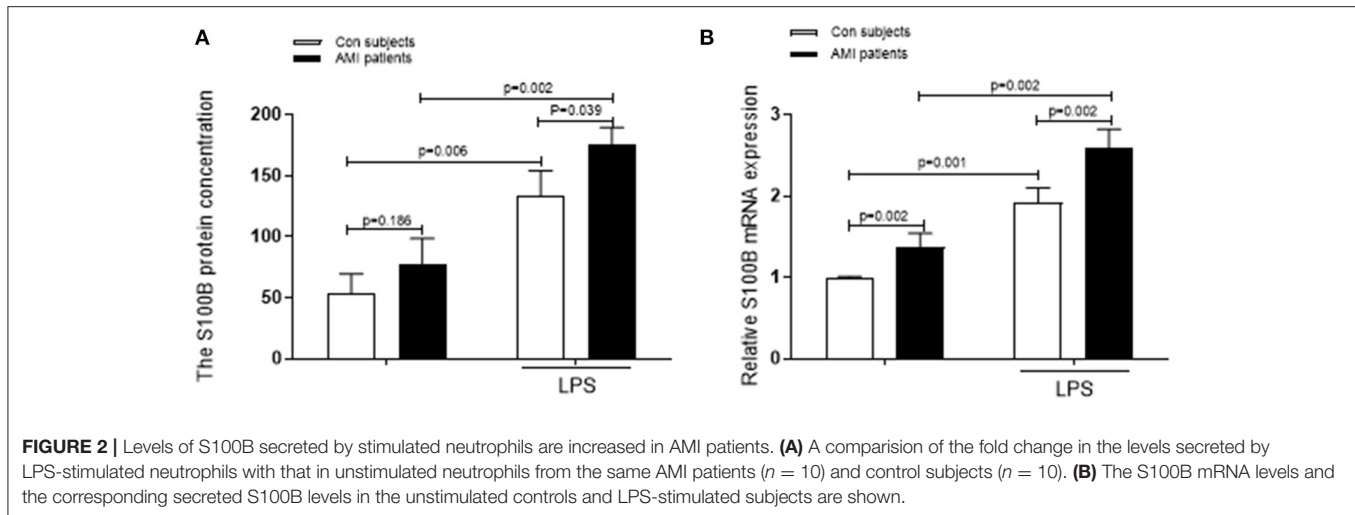 A
Con subjects
AMI patients
p=0.002
P=0.039
p=0.006
p=0.186
The S100B protein concentration
200
150
100
50
0
LPS
B
Con subjects
AMI patients
p=0.002
p=0.002
p=0.001
p=0.002
Relative S100B mRNA expression
3
2
1
0
LPS
FIGURE 2 | Levels of S100B secreted by stimulated neutrophils are increased in AMI patients. (A) A comparision of the fold change in the levels secreted by
LPS-stimulated neutrophils with that in unstimulated neutrophils from the same AMI patients (n = 10) and control subjects (n = 10). (B) The S100B mRNA levels and
the corresponding secreted S100B levels in the unstimulated controls and LPS-stimulated subjects are shown.